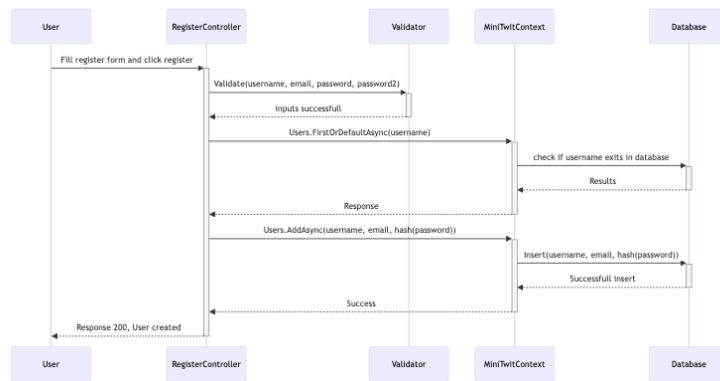 User RegisterController Validator MiniTwitContext Database
Fill register form and click register
Validate(username, email, password, password2)
inputs successfull
Users.FirstOrDefaultAsync(username)
check if username exits in database
Results
Response
Users.AddAsync(username, email, hash(password))
Insert(username, email, hash(password))
Successfull insert
Success
Response 200, User created
User RegisterController Validator MiniTwitContext Database